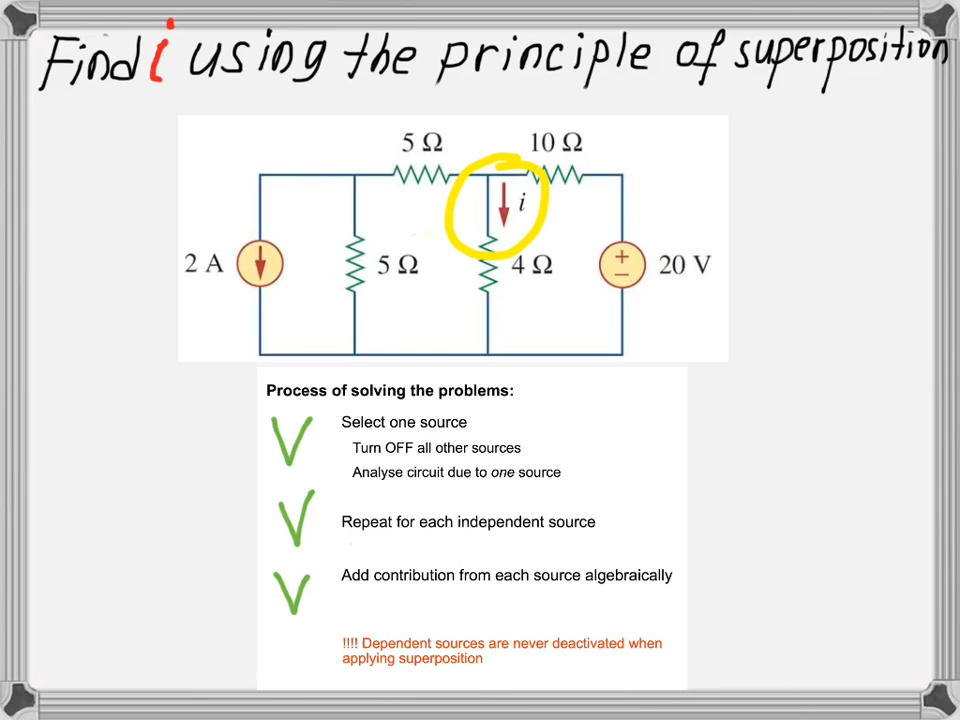 Find i using the principle of superposition
5 Ω 10 Ω
i
2 A 5 Ω 4 Ω + − 20 V
Process of solving the problems:
V Select one source
Turn OFF all other sources
Analyse circuit due to one source
V Repeat for each independent source
V Add contribution from each source algebraically
!!!! Dependent sources are never deactivated when
applying superposition